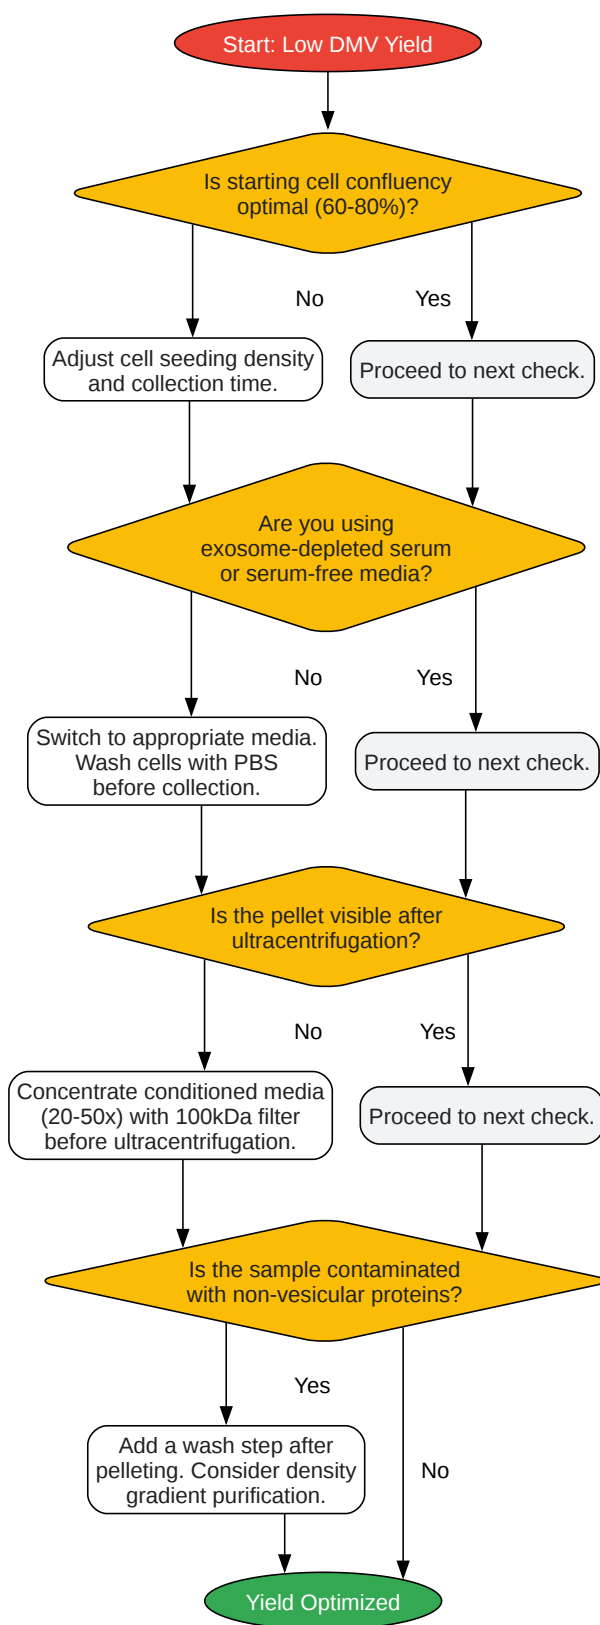 Start: Low DMV Yield
Is starting cell confluency
optimal (60-80%)?
No
Yes
Adjust cell seeding density
and collection time.
Proceed to next check.
Are you using
exosome-depleted serum
or serum-free media?
No
Yes
Switch to appropriate media.
Wash cells with PBS
before collection.
Proceed to next check.
Is the pellet visible after
ultracentrifugation?
No
Yes
Concentrate conditioned media
(20-50x) with 100kDa filter
before ultracentrifugation.
Proceed to next check.
Is the sample contaminated
with non-vesicular proteins?
Yes
Add a wash step after
pelleting. Consider density
gradient purification.
No
Yield Optimized